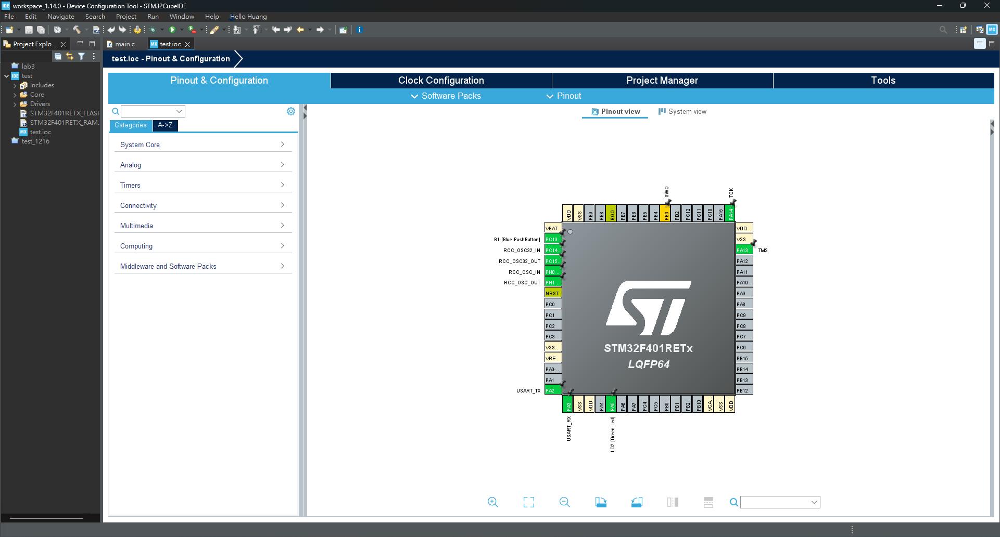 IDE workspace_1.14.0 - Device Configuration Tool - STM32CubeIDE
File Edit Navigate Search Project Run Window Help Hello Huang
010
i
MX
Project Explo...
main.c
MX test.ioc
test.ioc - Pinout & Configuration
lab3
IDE test
Includes
Core
Drivers
STM32F401RETX_FLASH
STM32F401RETX_RAM.
MX test.ioc
test_1216
Pinout & Configuration
Clock Configuration
Project Manager
Tools
Software Packs
Pinout
Categories
A->Z
System Core
Analog
Timers
Connectivity
Multimedia
Computing
Middleware and Software Packs
Pinout view
System view
SWO
TCK
VDD
VSS
PB9
PB8
BOO..
PB7
PB6
PB5
PB4
PB3
PD2
PC12
PC11
PC10
PA15
PA14..
VBAT
B1 [Blue PushButton] PC13..
RCC_OSC32_IN PC14..
RCC_OSC32_OUT PC15..
RCC_OSC_IN PH0 ..
RCC_OSC_OUT PH1 ..
NRST
PC0
PC1
PC2
PC3
VSS..
VRE..
PA0-..
PA1
USART_TX PA2
VDD
VSS
PA13 TMS
PA12
PA11
PA10
PA9
PA8
PC9
PC8
PC7
PC6
PB15
PB14
PB13
PB12
ST
STM32F401RETx
LQFP64
PA3
VSS
VDD
PA4
PA5
PA6
PA7
PC4
PC5
PB0
PB1
PB2
PB10
VCA..
VSS
VDD
USART_RX
LD2 [Green Led]